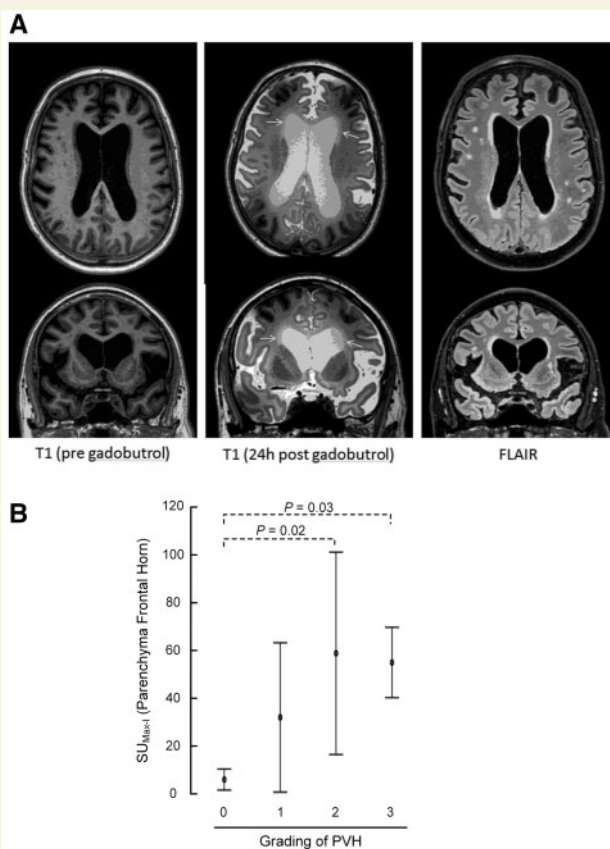 A
T1 (pre gadobutrol)
T1 (24h post gadobutrol)
FLAIR
B
120
100
80
60
40
20
0
SUMax-I (Parenchyma Frontal Horn)
P = 0.03
P = 0.02
0 1 2 3
Grading of PVH